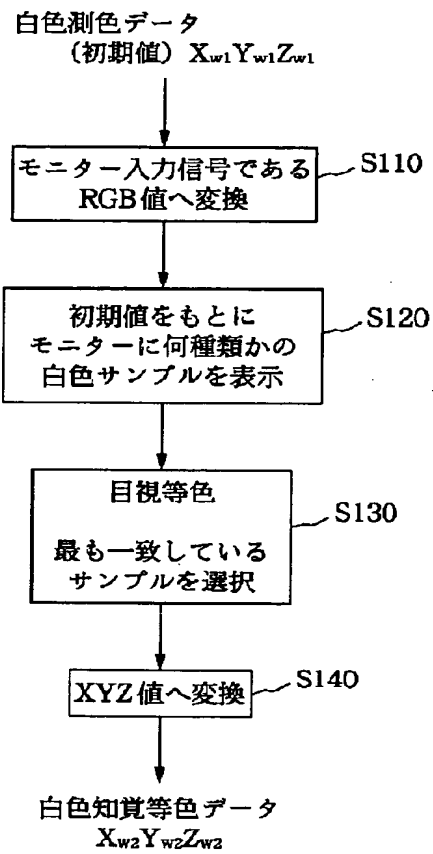 白色測色データ
(初期値) Xw1Yw1Zw1
モニター入力信号である
RGB値へ変換
S110
初期値をもとに
モニターに何種類かの
白色サンプルを表示
S120
目視等色
最も一致している
サンプルを選択
S130
XYZ値へ変換
S140
白色知覚等色データ
Xw2Yw2Zw2